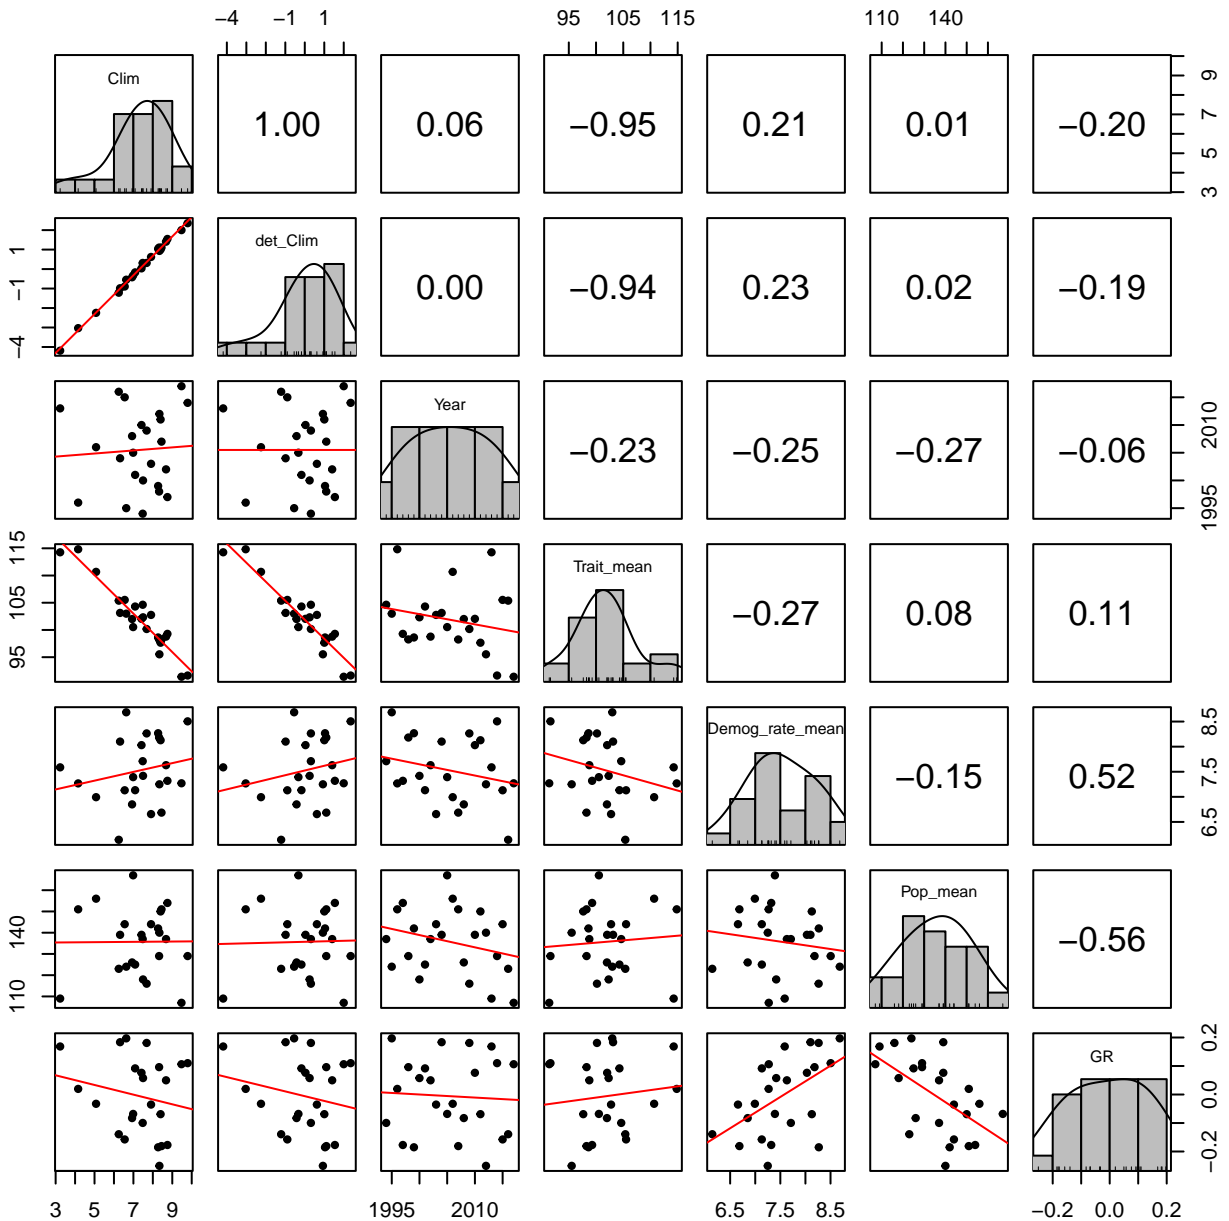 −4 −1 1 95 105 115 110 140
Clim 1.00 0.06 −0.95 0.21 0.01 −0.20 3 5 7 9
−4 −1 1 det_Clim 0.00 −0.94 0.23 0.02 −0.19
Year −0.23 −0.25 −0.27 −0.06 1995 2010
95 105 115 Trait_mean −0.27 0.08 0.11
Demog_rate_mean −0.15 0.52 6.5 7.5 8.5
110 140 Pop_mean −0.56
GR −0.2 0.0 0.2
3 5 7 9 1995 2010 6.5 7.5 8.5 −0.2 0.0 0.2